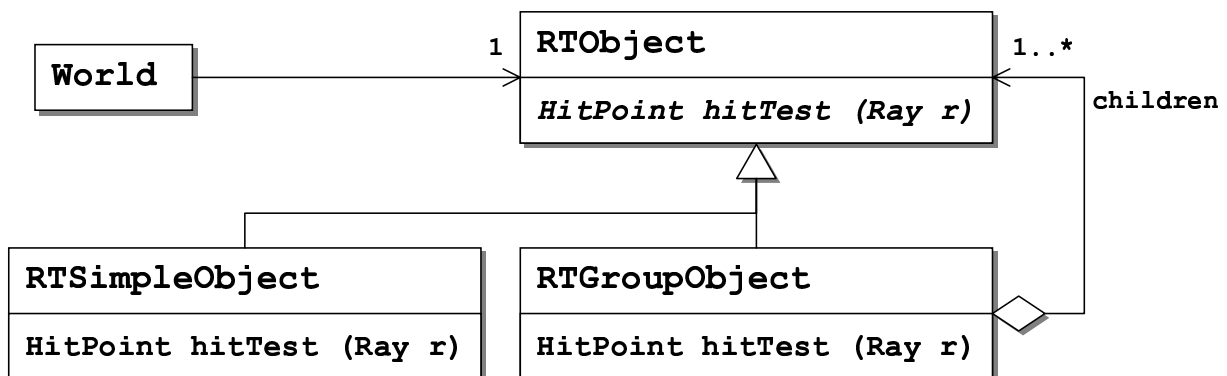 World
1
RTObject
1..*
HitPoint hitTest (Ray r)
children
RTSimpleObject
HitPoint hitTest (Ray r)
RTGroupObject
HitPoint hitTest (Ray r)